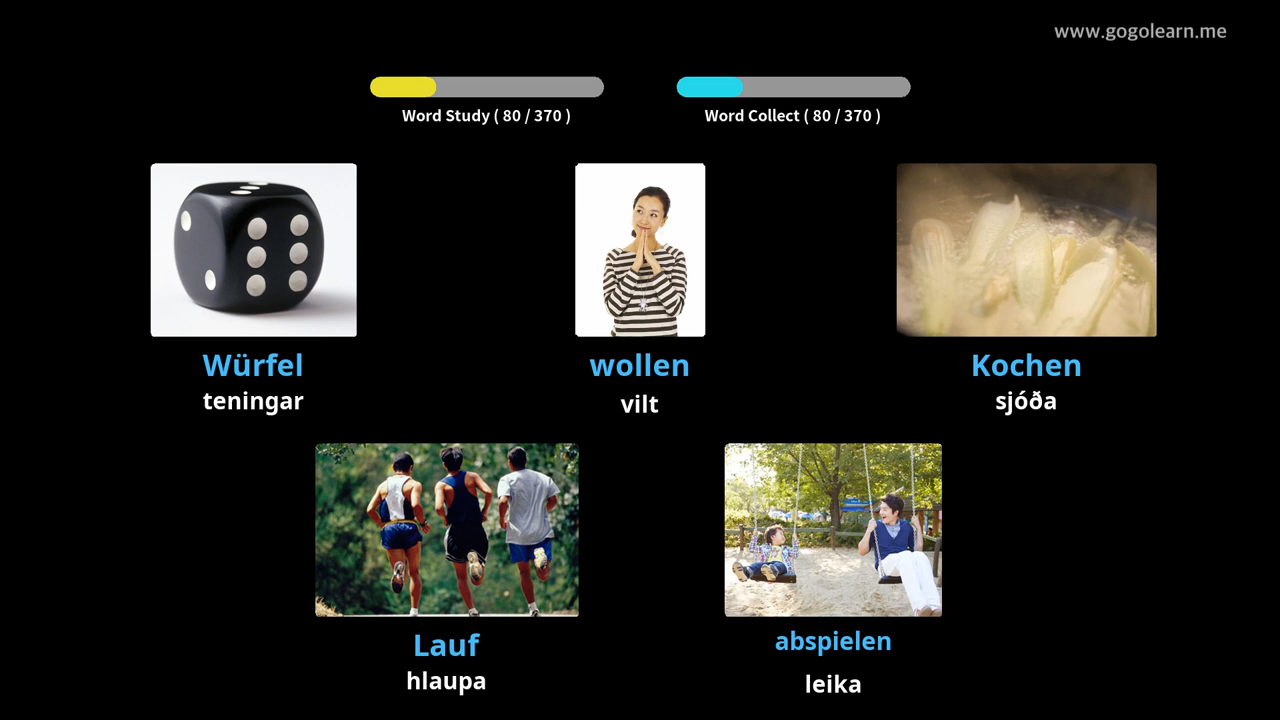 www.gogolearn.me
Word Study ( 80 / 370 )
Word Collect ( 80 / 370 )
Würfel
teningar
wollen
vilt
Kochen
sjóða
Lauf
hlaupa
abspielen
leika